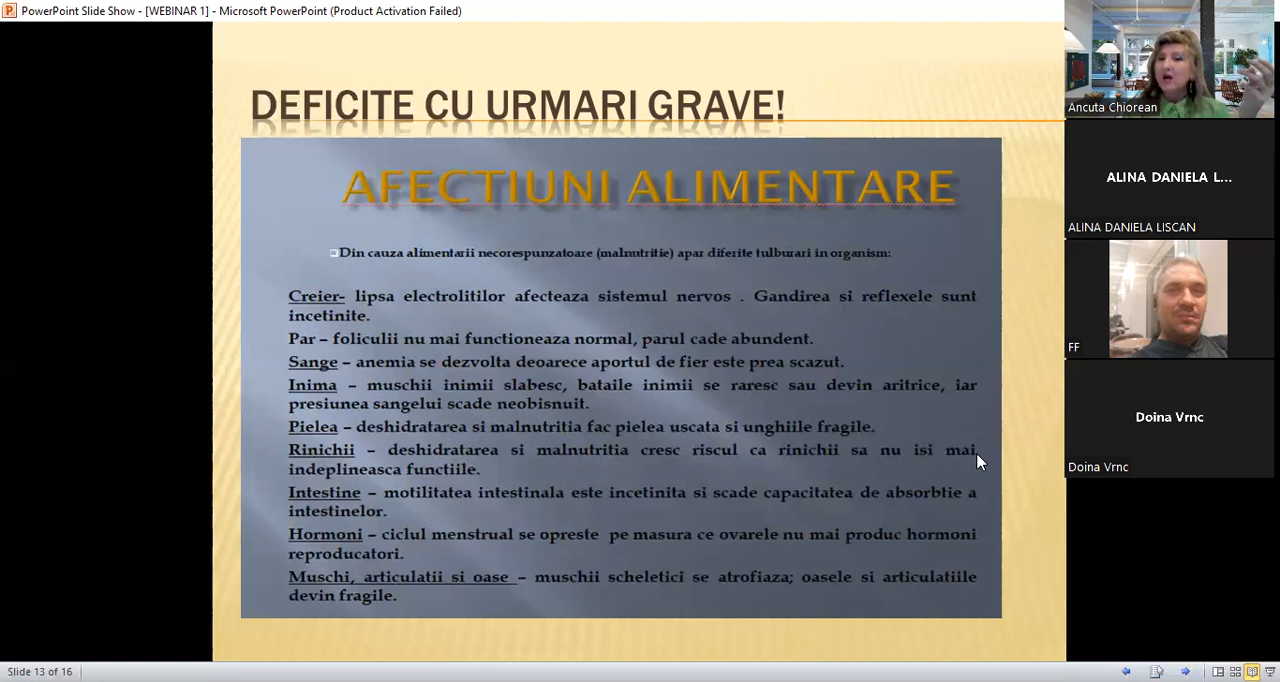 PowerPoint Slide Show - [WEBINAR 1] - Microsoft PowerPoint (Product Activation Failed)
DEFICITE CU URMARI GRAVE!
AFECTIUNI ALIMENTARE
Din cauza alimentarii necorespunzatoare (malnutritie) apar diferite tulburari in organism:
Creier- lipsa electrolitilor afecteaza sistemul nervos . Gandirea si reflexele sunt
incetinite.
Par – foliculii nu mai functioneaza normal, parul cade abundent.
Sange – anemia se dezvolta deoarece aportul de fier este prea scazut.
Inima – muschii inimii slabesc, bataile inimii se raresc sau devin aritrice, iar
presiunea sangelui scade neobisnuit.
Pielea – deshidratarea si malnutritia fac pielea uscata si unghiile fragile.
Rinichii – deshidratarea si malnutritia cresc riscul ca rinichii sa nu isi mai
indeplineasca functiile.
Intestine – motilitatea intestinala este incetinita si scade capacitatea de absorbtie a
intestinelor.
Hormoni – ciclul menstrual se opreste pe masura ce ovarele nu mai produc hormoni
reproducatori.
Muschi, articulatii si oase – muschii scheletici se atrofiaza; oasele si articulatiile
devin fragile.
Slide 13 of 16
Ancuta Chiorean
ALINA DANIELA L...
ALINA DANIELA LISCAN
FF
Doina Vrnc
Doina Vrnc